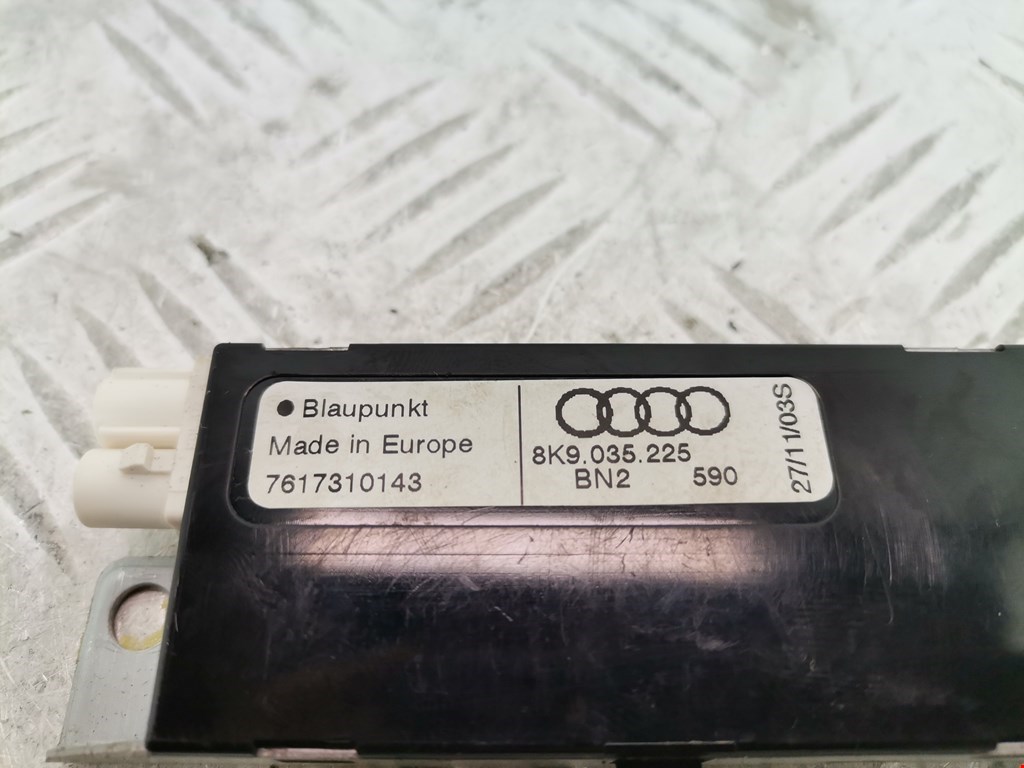 Blaupunkt
Made in Europe
7617310143
8K9.035.225
BN2 590
27/11/03S